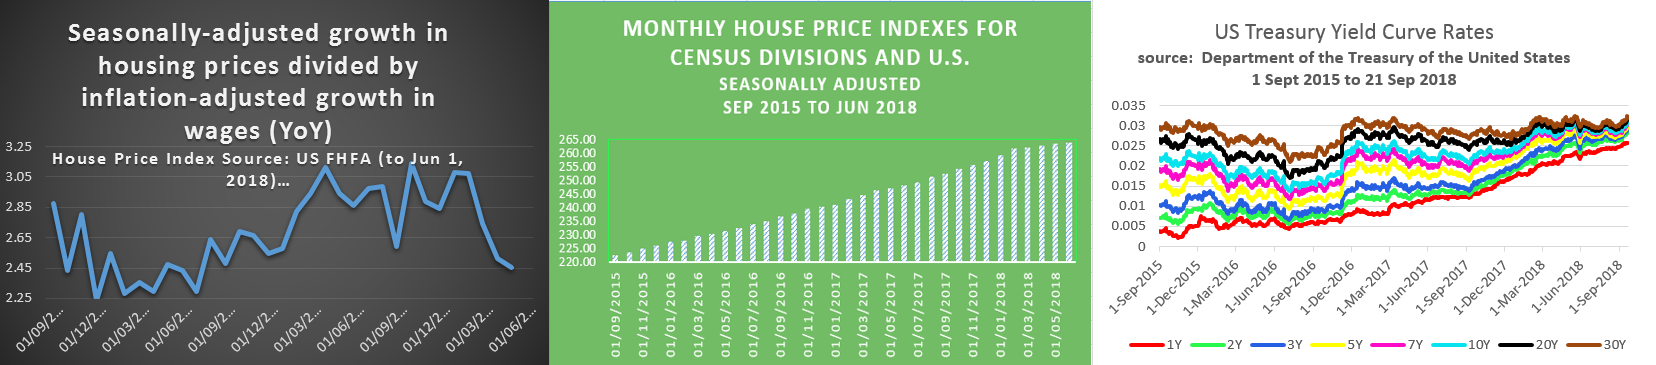 Seasonally-adjusted growth in
housing prices divided by
inflation-adjusted growth in
wages (YoY)
House Price Index Source: US FHFA (to Jun 1,
2018)...
3.25
3.05
2.85
2.65
2.45
2.25
01/09/2...
01/12/2...
01/03/2...
01/06/2...
01/09/2...
01/12/2...
01/03/2...
01/06/2...
01/09/2...
01/12/2...
01/03/2...
01/06/2...
MONTHLY HOUSE PRICE INDEXES FOR
CENSUS DIVISIONS AND U.S.
SEASONALLY ADJUSTED
SEP 2015 TO JUN 2018
265.00
260.00
255.00
250.00
245.00
240.00
235.00
230.00
225.00
220.00
01/09/2015
01/11/2015
01/01/2016
01/03/2016
01/05/2016
01/07/2016
01/09/2016
01/11/2016
01/01/2017
01/03/2017
01/05/2017
01/07/2017
01/09/2017
01/11/2017
01/01/2018
01/03/2018
01/05/2018
US Treasury Yield Curve Rates
source: Department of the Treasury of the United States
1 Sept 2015 to 21 Sep 2018
0.035
0.03
0.025
0.02
0.015
0.01
0.005
0
1-Sep-2015
1-Dec-2015
1-Mar-2016
1-Jun-2016
1-Sep-2016
1-Dec-2016
1-Mar-2017
1-Jun-2017
1-Sep-2017
1-Dec-2017
1-Mar-2018
1-Jun-2018
1-Sep-2018
1Y 2Y 3Y 5Y 7Y 10Y 20Y 30Y